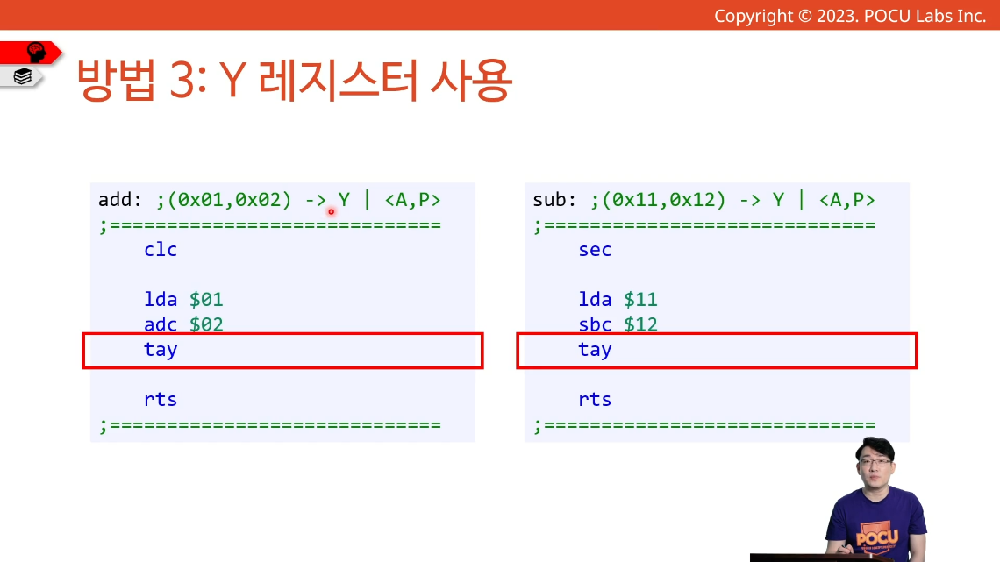 Copyright © 2023. POCU Labs Inc.
방법 3: Y 레지스터 사용
add: ;(0x01,0x02) -> Y | <A,P>
;=============================
clc
lda $01
adc $02
tay
rts
;=============================
sub: ;(0x11,0x12) -> Y | <A,P>
;=============================
sec
lda $11
sbc $12
tay
rts
;=============================
POCU